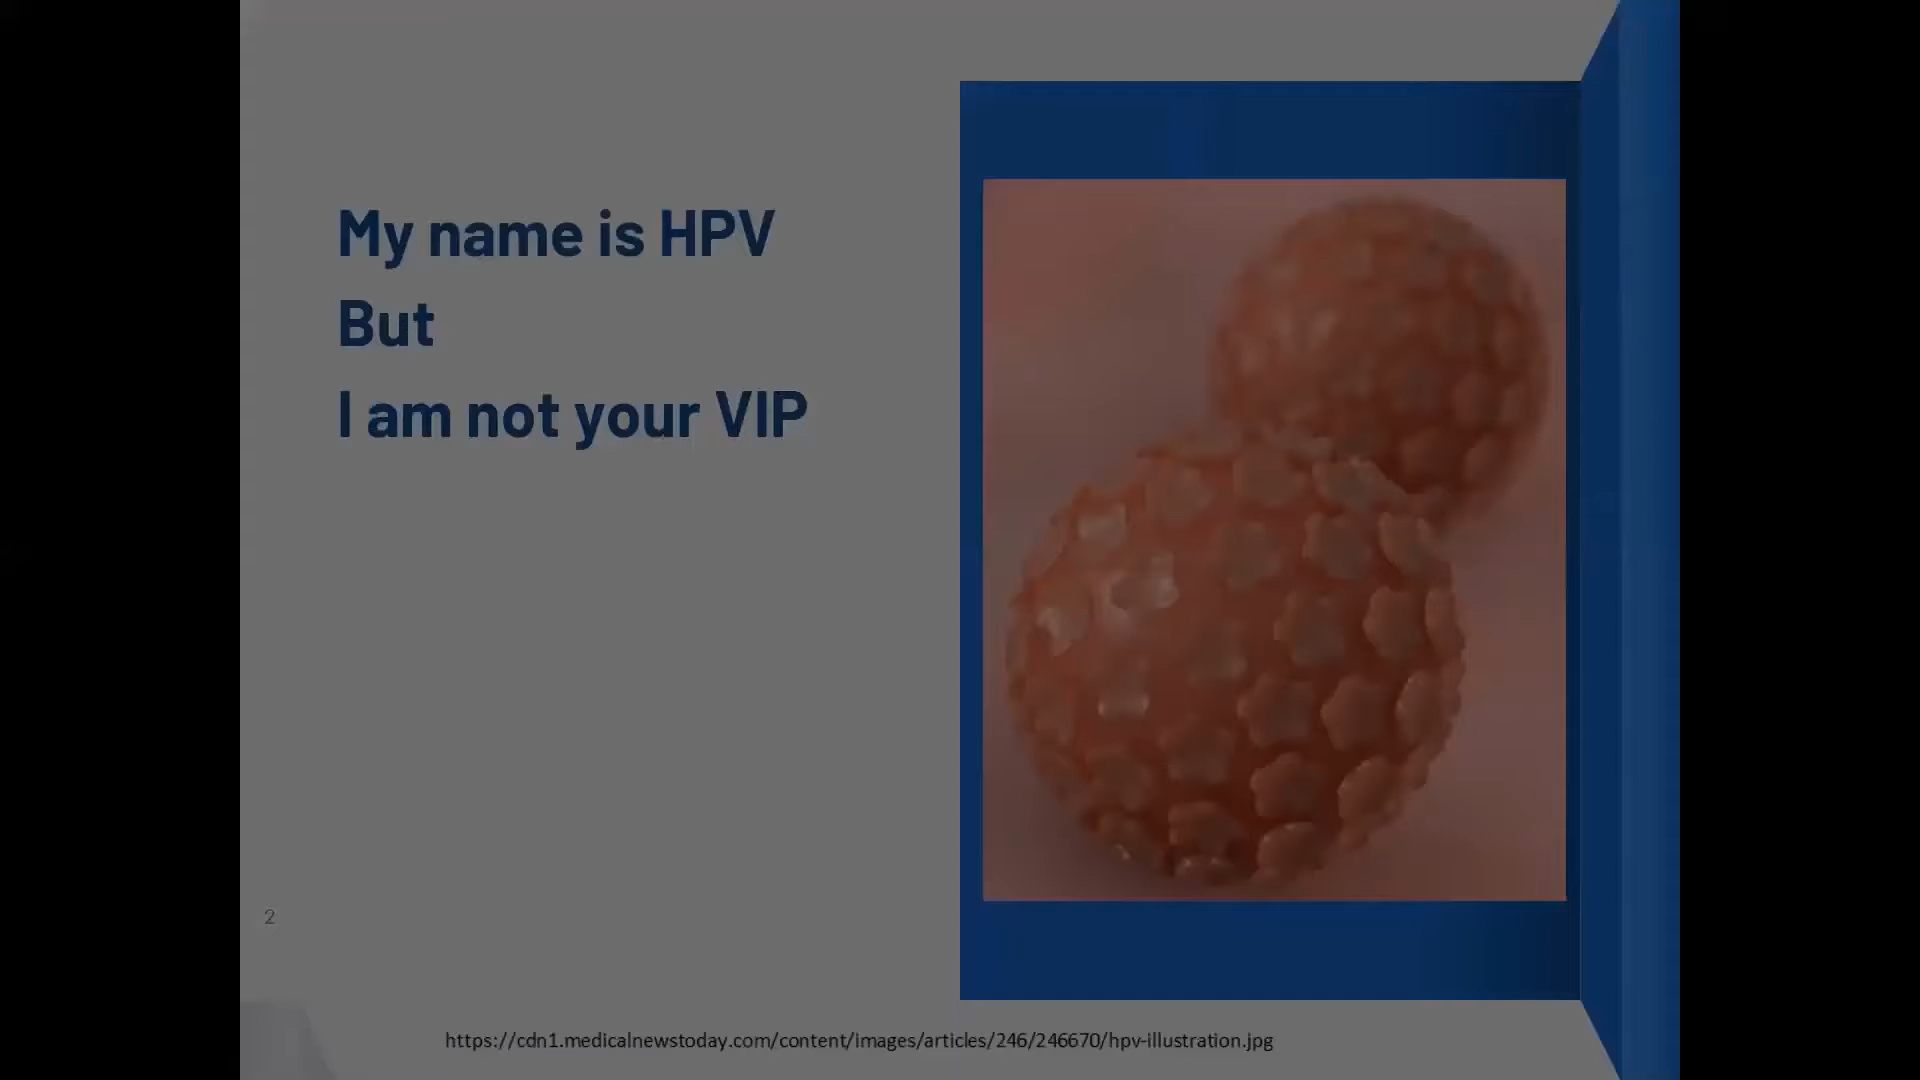 My name is HPV
But
I am not your VIP
2
https://cdn1.medicalnewstoday.com/content/images/articles/246/246670/hpv-illustration.jpg